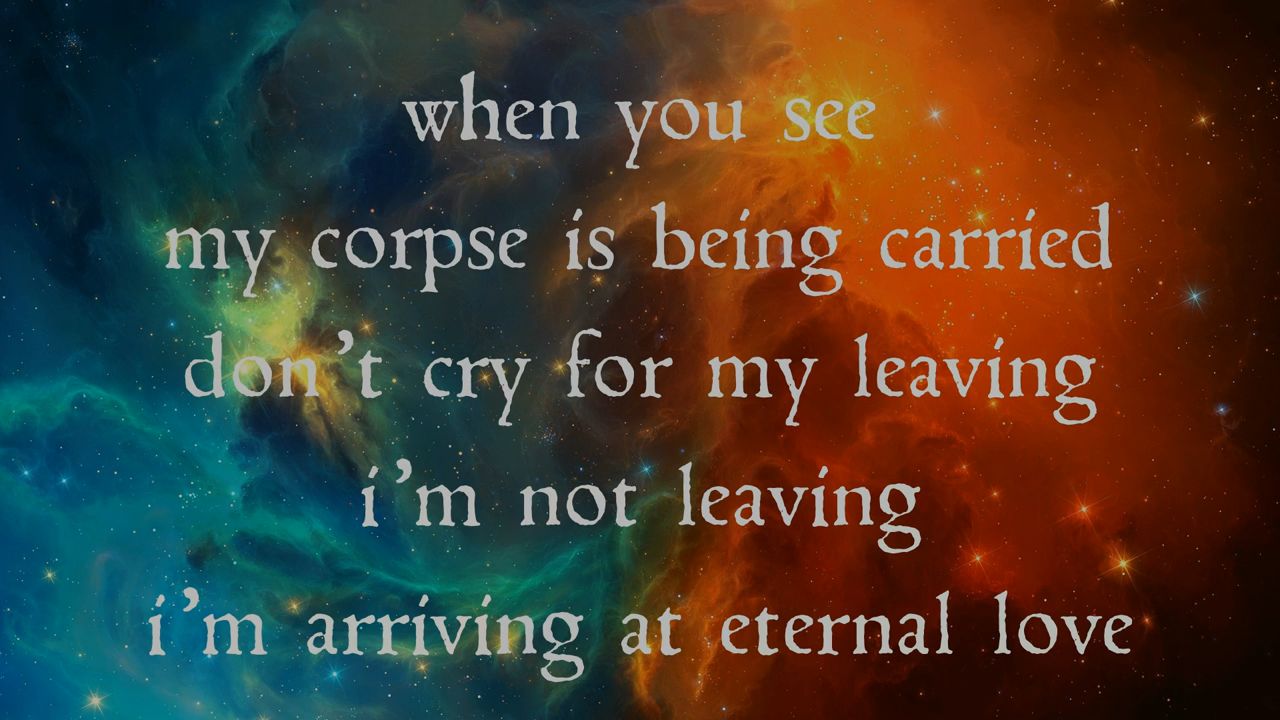 when you see
my corpse is being carried
don't cry for my leaving
i'm not leaving
i'm arriving at eternal love